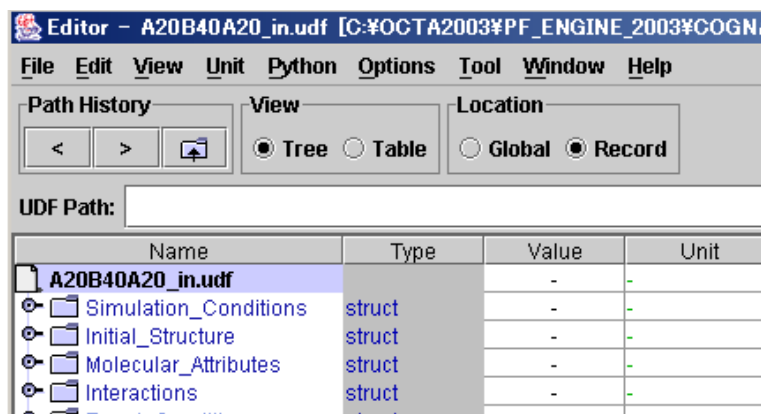 Editor - A20B40A20_in.udf [C:¥OCTA2003¥PF_ENGINE_2003¥COGNA
File Edit View Unit Python Options Tool Window Help
Path History View Location
< > Tree Table Global Record
UDF Path:
Name Type Value Unit
A20B40A20_in.udf - -
Simulation_Conditions struct - -
Initial_Structure struct - -
Molecular_Attributes struct - -
Interactions struct - -